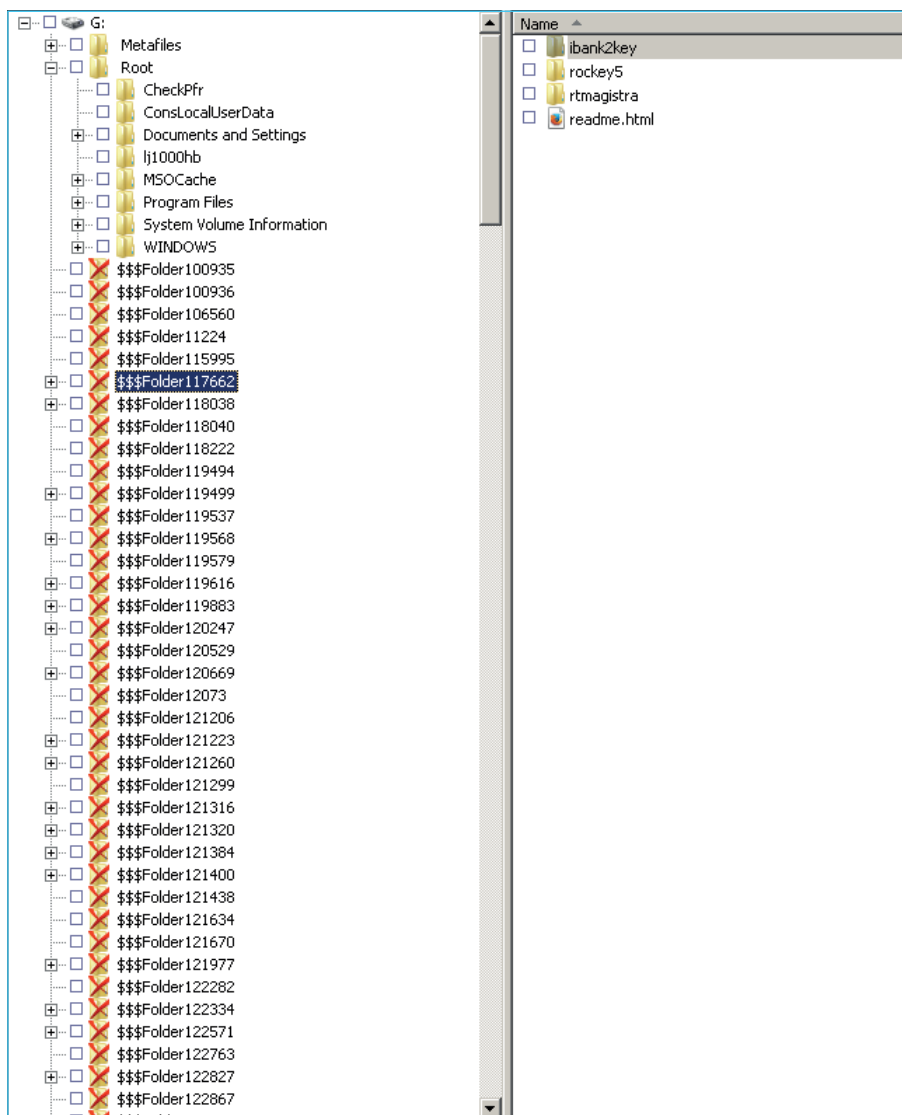 G:
Metafiles
Root
CheckPfr
ConsLocalUserData
Documents and Settings
lj1000hb
MSOCache
Program Files
System Volume Information
WINDOWS
$$$Folder100935
$$$Folder100936
$$$Folder106560
$$$Folder11224
$$$Folder115995
$$$Folder117662
$$$Folder118038
$$$Folder118040
$$$Folder118222
$$$Folder119494
$$$Folder119499
$$$Folder119537
$$$Folder119568
$$$Folder119579
$$$Folder119616
$$$Folder119883
$$$Folder120247
$$$Folder120529
$$$Folder120669
$$$Folder12073
$$$Folder121206
$$$Folder121223
$$$Folder121260
$$$Folder121299
$$$Folder121316
$$$Folder121320
$$$Folder121384
$$$Folder121400
$$$Folder121438
$$$Folder121634
$$$Folder121670
$$$Folder121977
$$$Folder122282
$$$Folder122334
$$$Folder122571
$$$Folder122763
$$$Folder122827
$$$Folder122867
Name
ibank2key
rockey5
rtmagistra
readme.html